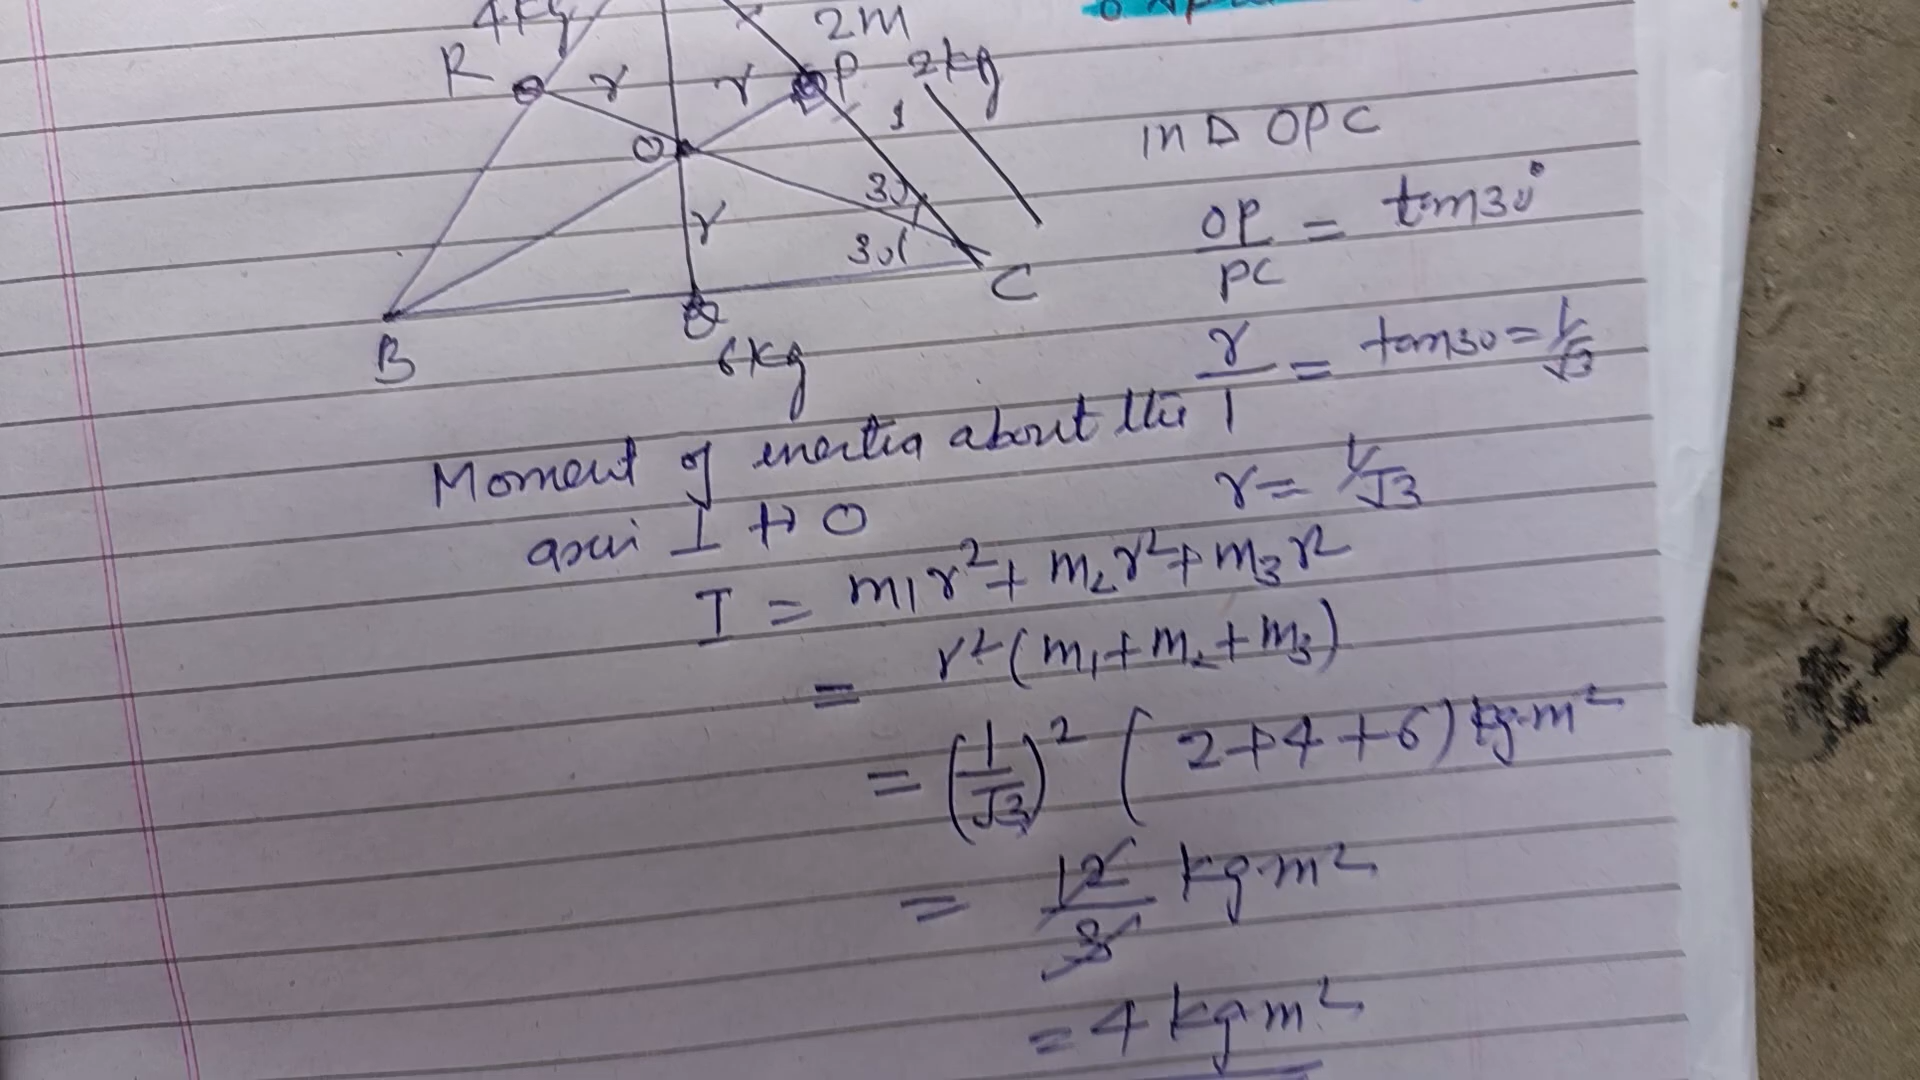 4kg
2m
R
r
r
P
2kg
1
O
30
r
30
C
B
Q
6kg
in Δ OPC
OP/PC = tan30°
r/1 = tan30 = 1/√3
r = 1/√3
Moment of inertia about the
axis I to O
I = m1r² + m2r² + m3r²
= r²(m1+m2+m3)
= (1/√3)² (2+4+6) kg·m²
= 12/3 kg·m²
= 4 kgm²